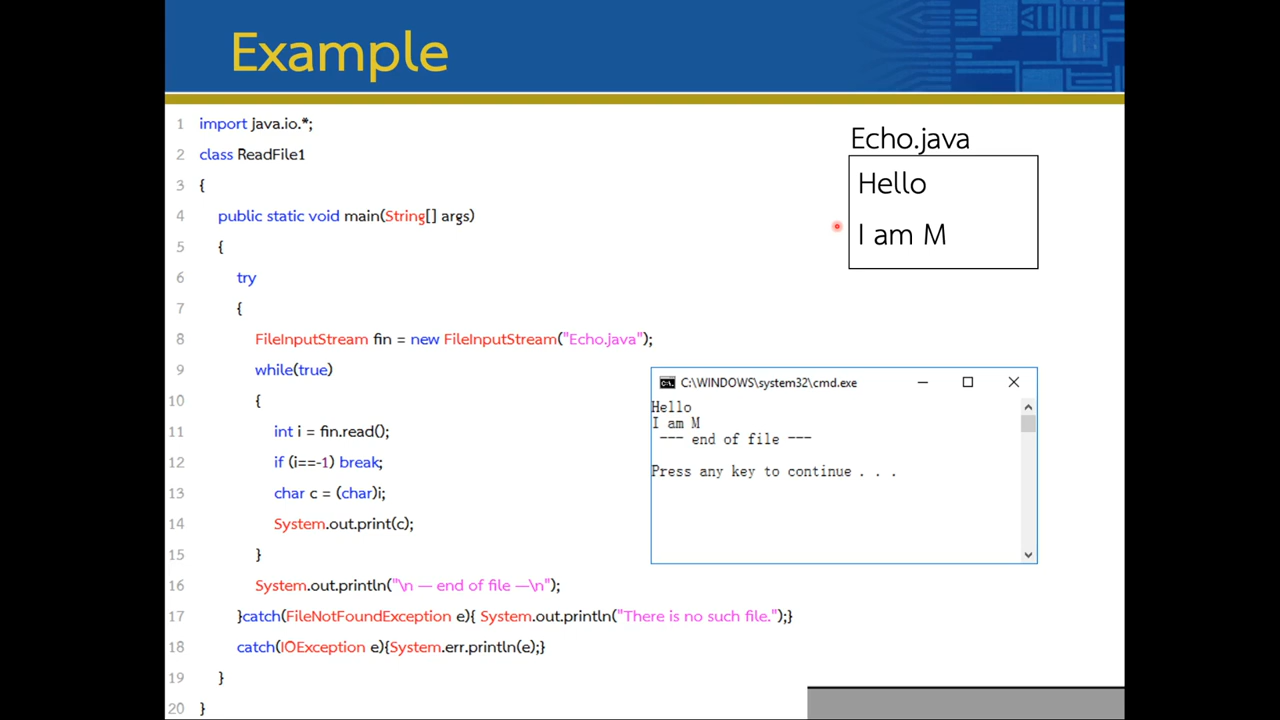 Example
1 import java.io.*;
2 class ReadFile1
3 {
4 public static void main(String[] args)
5 {
6 try
7 {
8 FileInputStream fin = new FileInputStream("Echo.java");
9 while(true)
10 {
11 int i = fin.read();
12 if (i==-1) break;
13 char c = (char)i;
14 System.out.print(c);
15 }
16 System.out.println("\n — end of file —\n");
17 }catch(FileNotFoundException e){ System.out.println("There is no such file.");}
18 catch(IOException e){System.err.println(e);}
19 }
20 }
Echo.java
Hello
I am M
C:\WINDOWS\system32\cmd.exe
Hello
I am M
--- end of file ---
Press any key to continue . . .